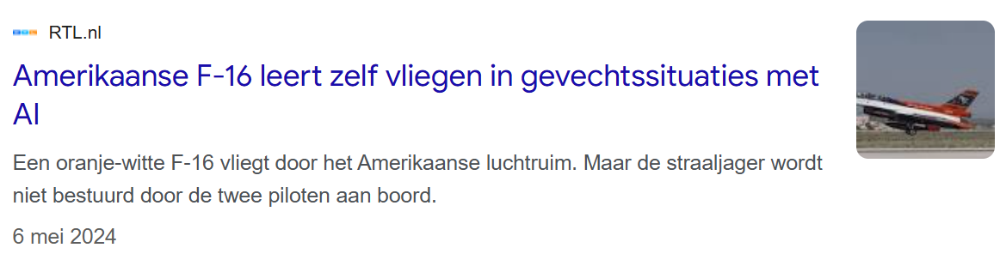 RTL.nl
Amerikaanse F-16 leert zelf vliegen in gevechtssituaties met
AI
Een oranje-witte F-16 vliegt door het Amerikaanse luchtruim. Maar de straaljager wordt
niet bestuurd door de twee piloten aan boord.
6 mei 2024